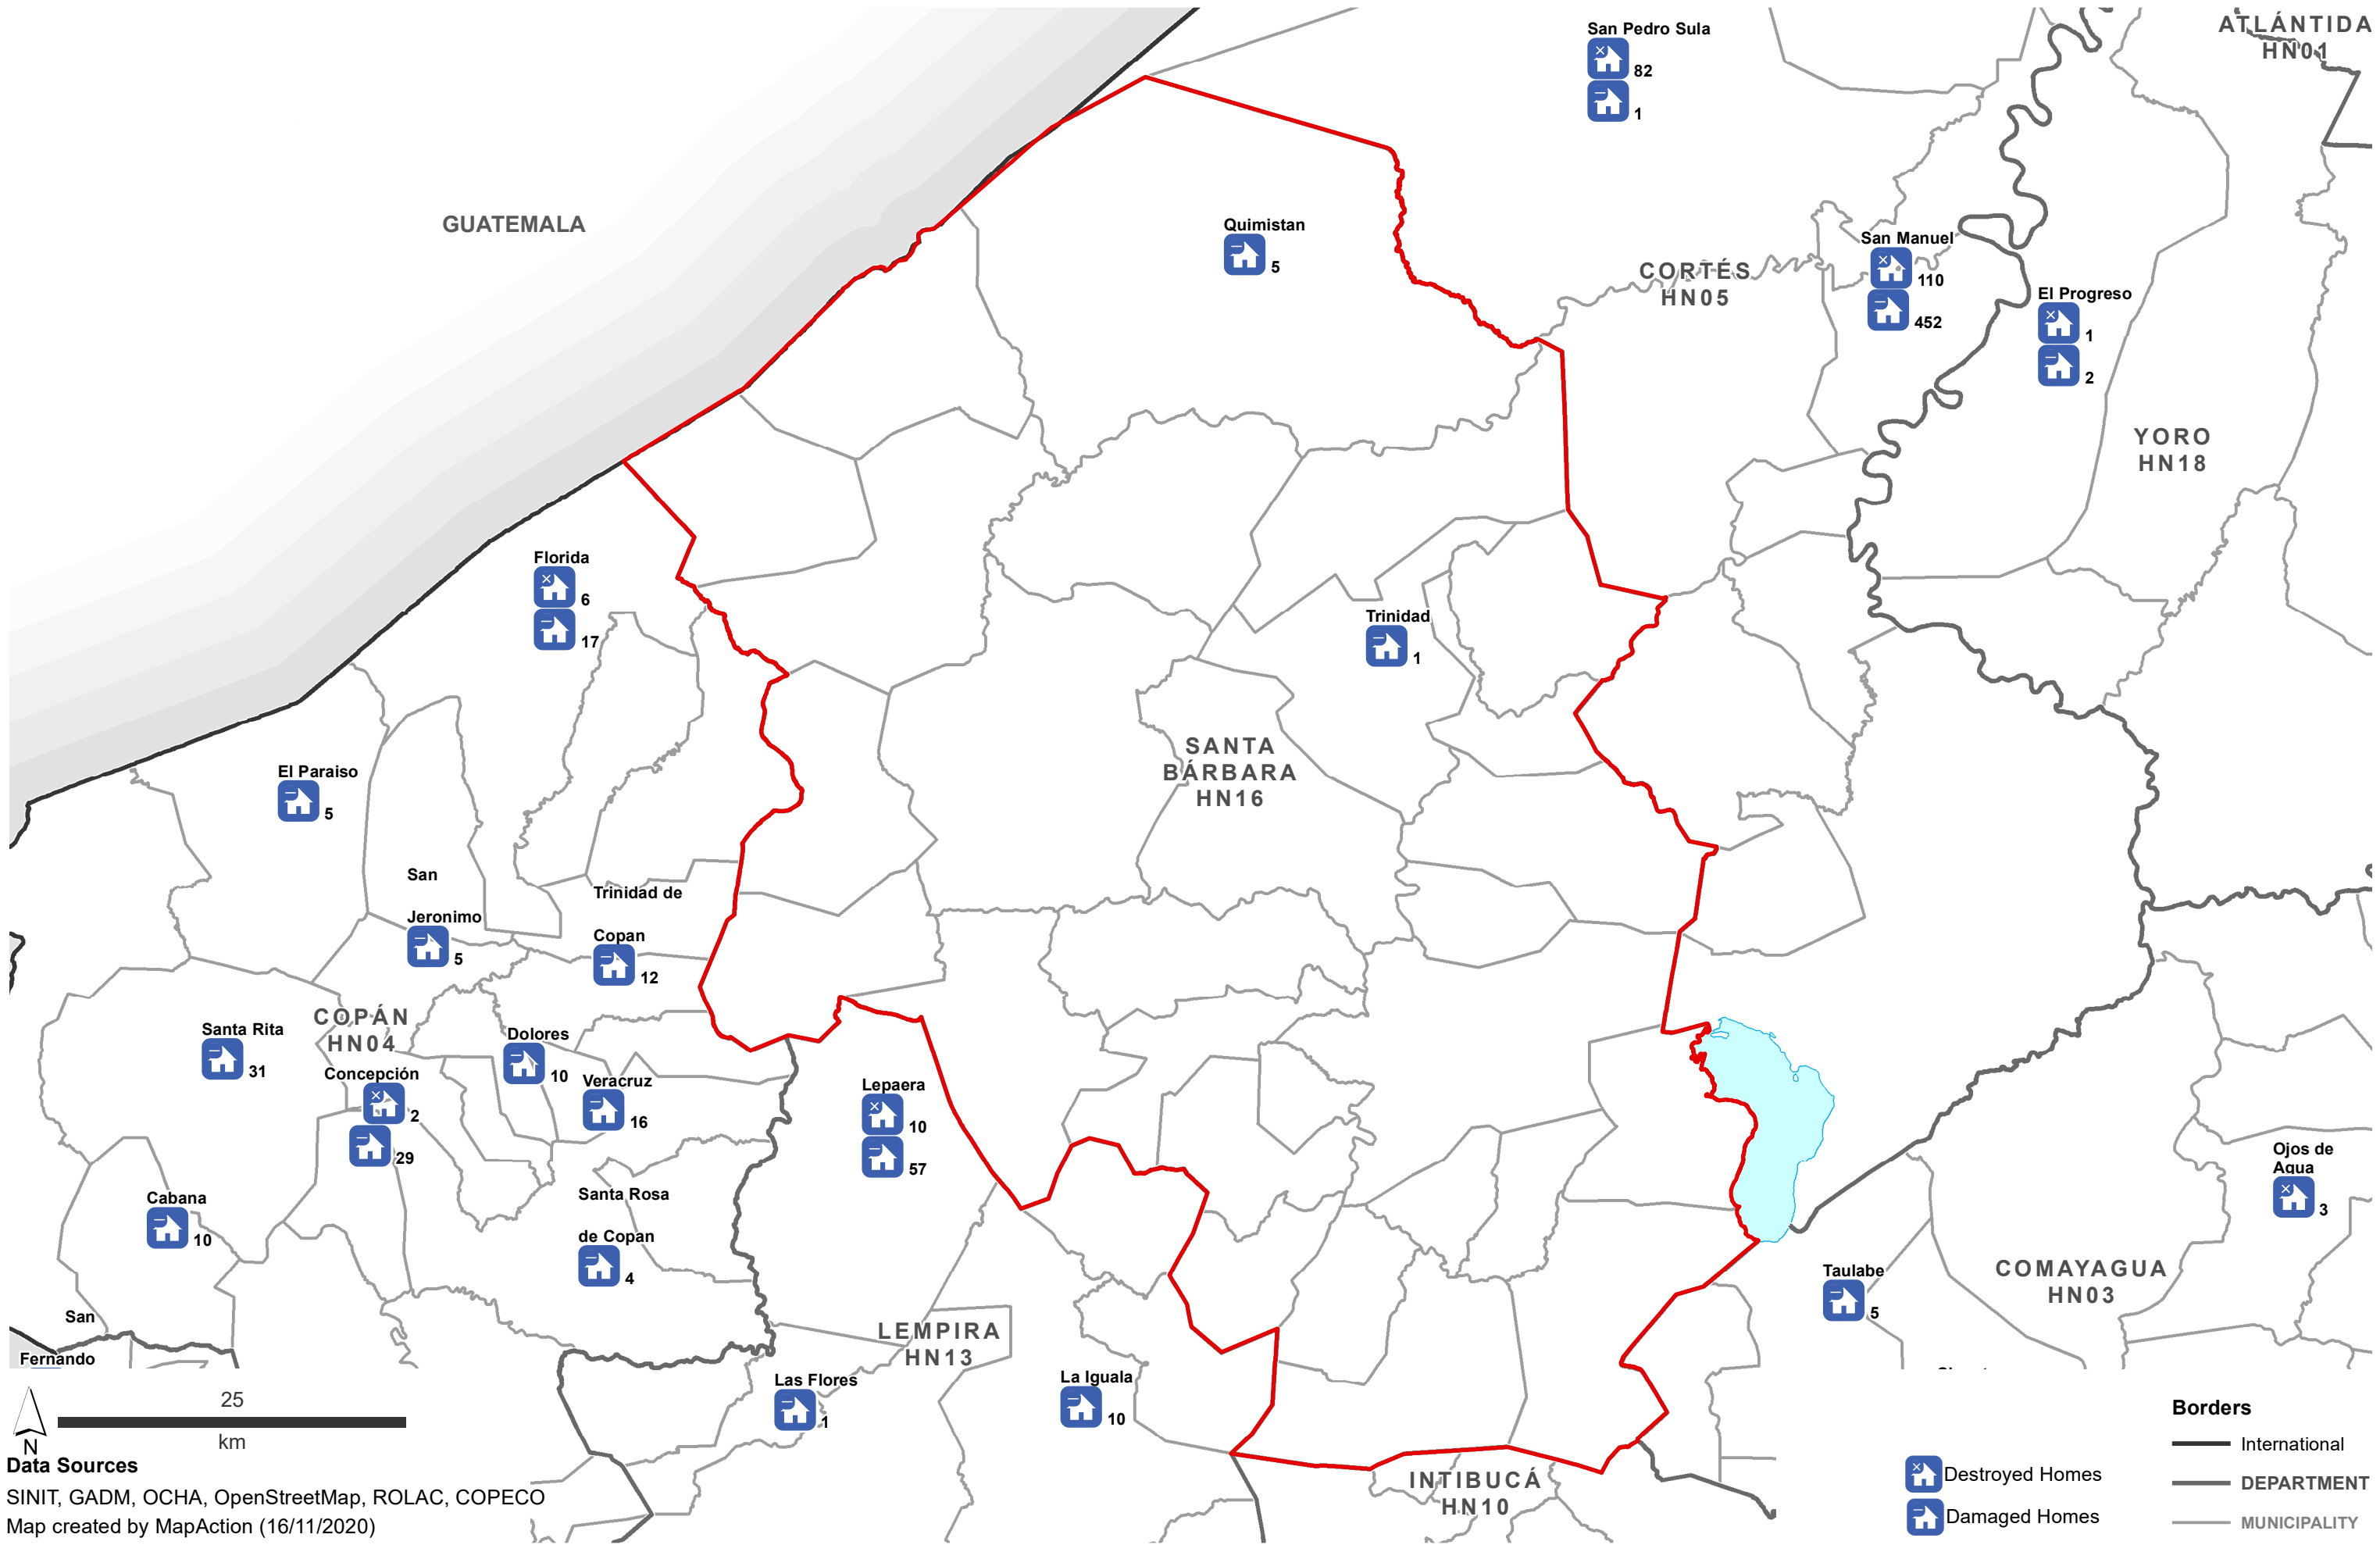 ATLÁNTIDA
HN01
San Pedro Sula
82
1
GUATEMALA
Quimistan
5
CORTÉS
HN05
San Manuel
110
452
El Progreso
1
2
YORO
HN18
Florida
6
17
Trinidad
1
SANTA
BÁRBARA
HN16
El Paraiso
5
San
Jeronimo
5
Trinidad de
Copan
12
COPÁN
HN04
Santa Rita
31
Dolores
10
Concepción
2
29
Veracruz
16
Lepaera
10
57
Cabana
10
Santa Rosa
de Copan
4
Ojos de
Agua
3
San
Fernando
LEMPIRA
HN13
Taulabe
5
COMAYAGUA
HN03
Las Flores
1
La Iguala
10
INTIBUCÁ
HN10
25
km
N
Data Sources
SINIT, GADM, OCHA, OpenStreetMap, ROLAC, COPECO
Map created by MapAction (16/11/2020)
Destroyed Homes
Damaged Homes
Borders
International
DEPARTMENT
MUNICIPALITY